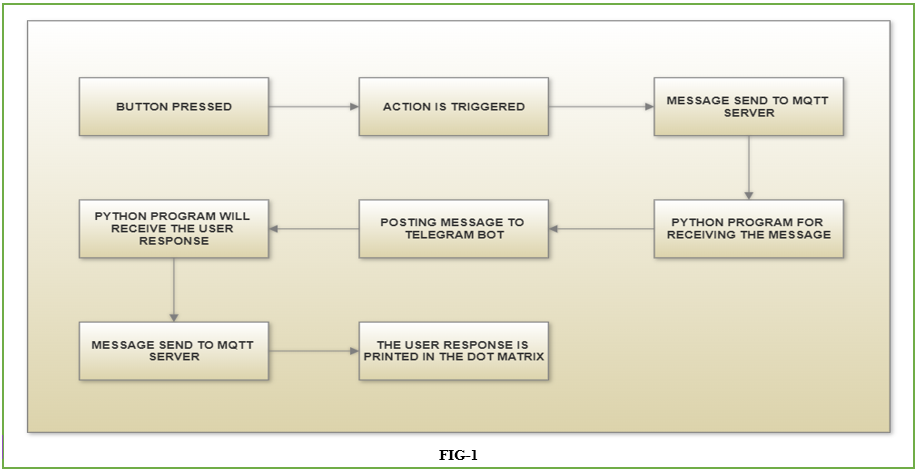 BUTTON PRESSED
ACTION IS TRIGGERED
MESSAGE SEND TO MQTT
SERVER
PYTHON PROGRAM FOR
RECEIVING THE MESSAGE
POSTING MESSAGE TO
TELEGRAM BOT
PYTHON PROGRAM WILL
RECEIVE THE USER
RESPONSE
MESSAGE SEND TO MQTT
SERVER
THE USER RESPONSE IS
PRINTED IN THE DOT MATRIX
FIG-1